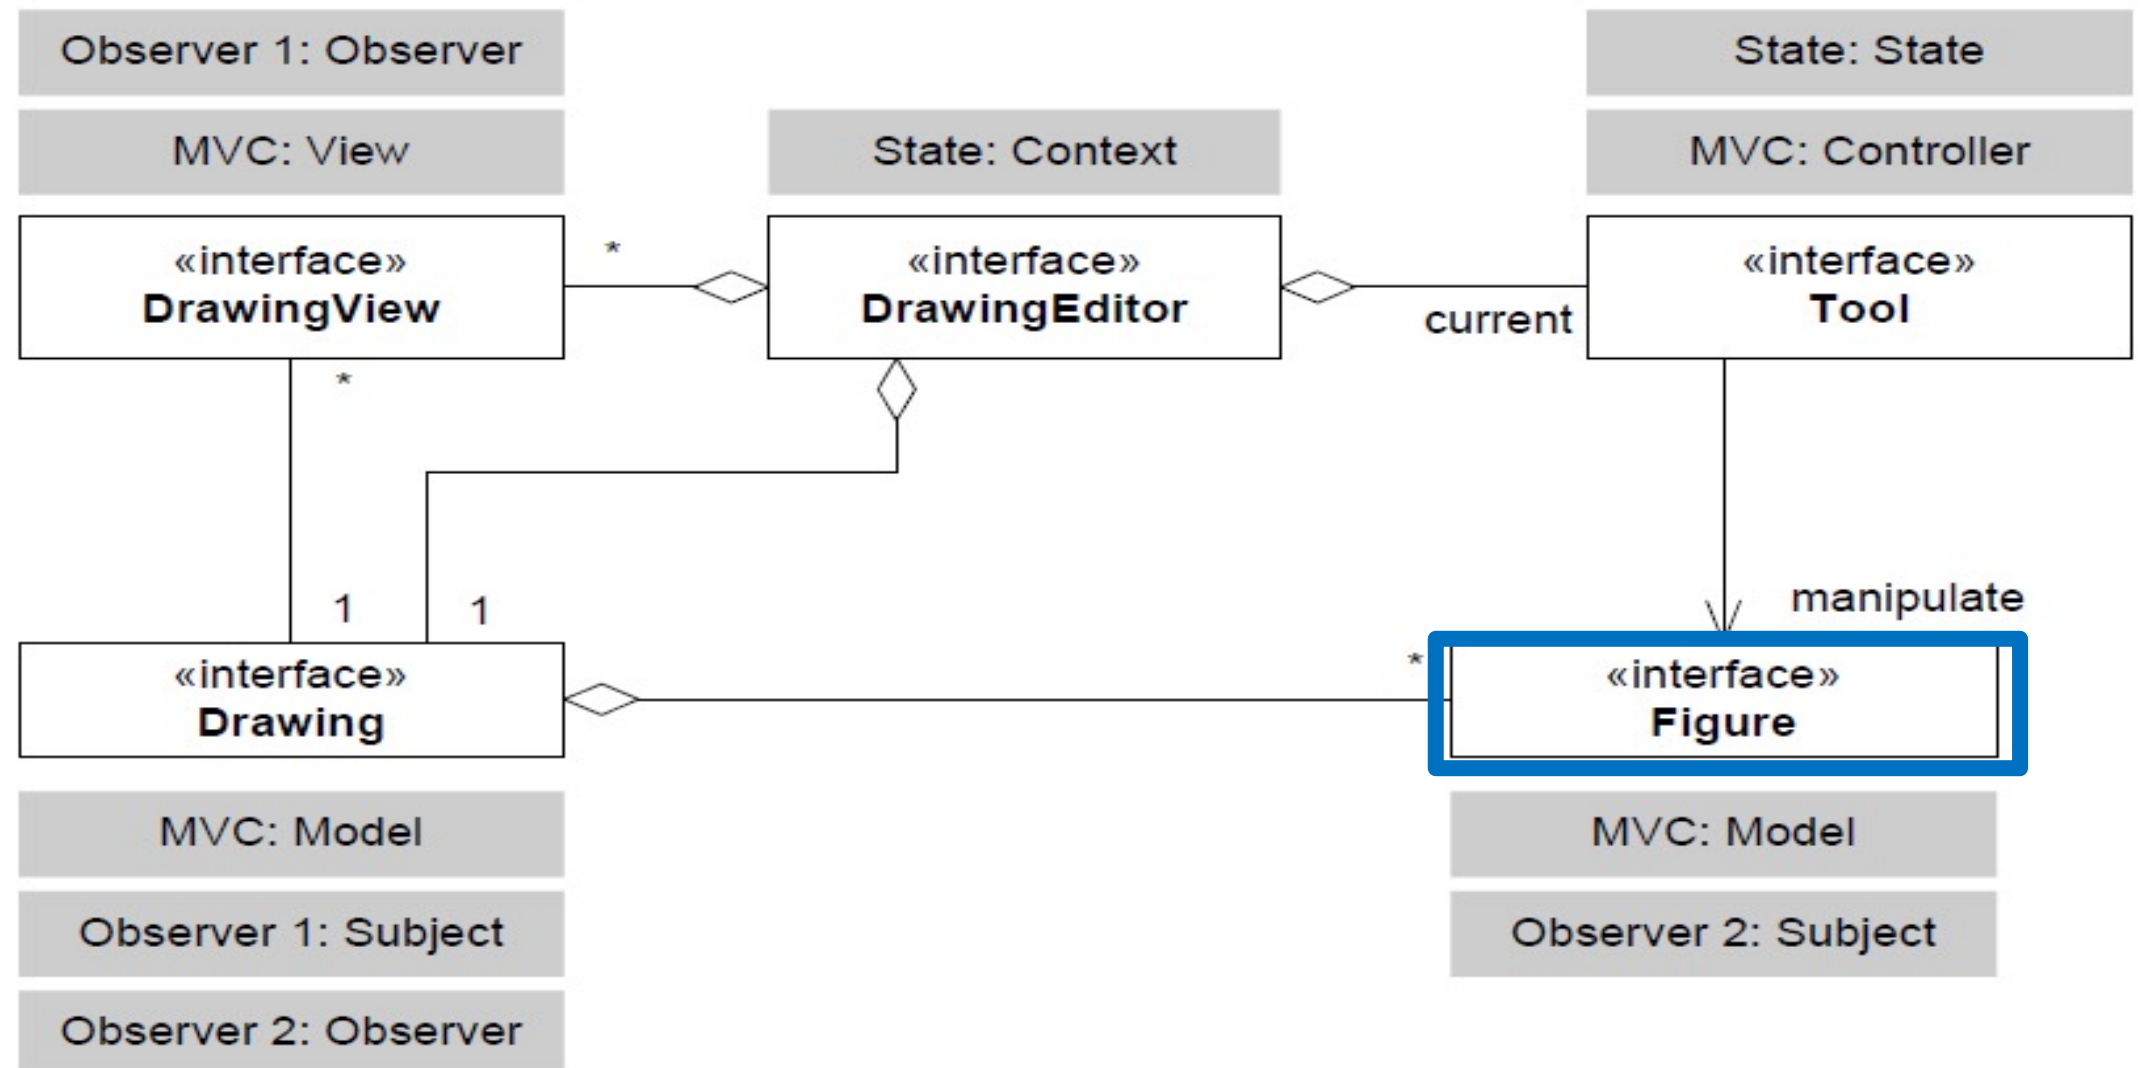 Observer 1: Observer
State: State
MVC: View
State: Context
MVC: Controller
«interface»
DrawingView
*
«interface»
DrawingEditor
current
«interface»
Tool
*
1
1
manipulate
«interface»
Drawing
*
«interface»
Figure
MVC: Model
MVC: Model
Observer 1: Subject
Observer 2: Subject
Observer 2: Observer